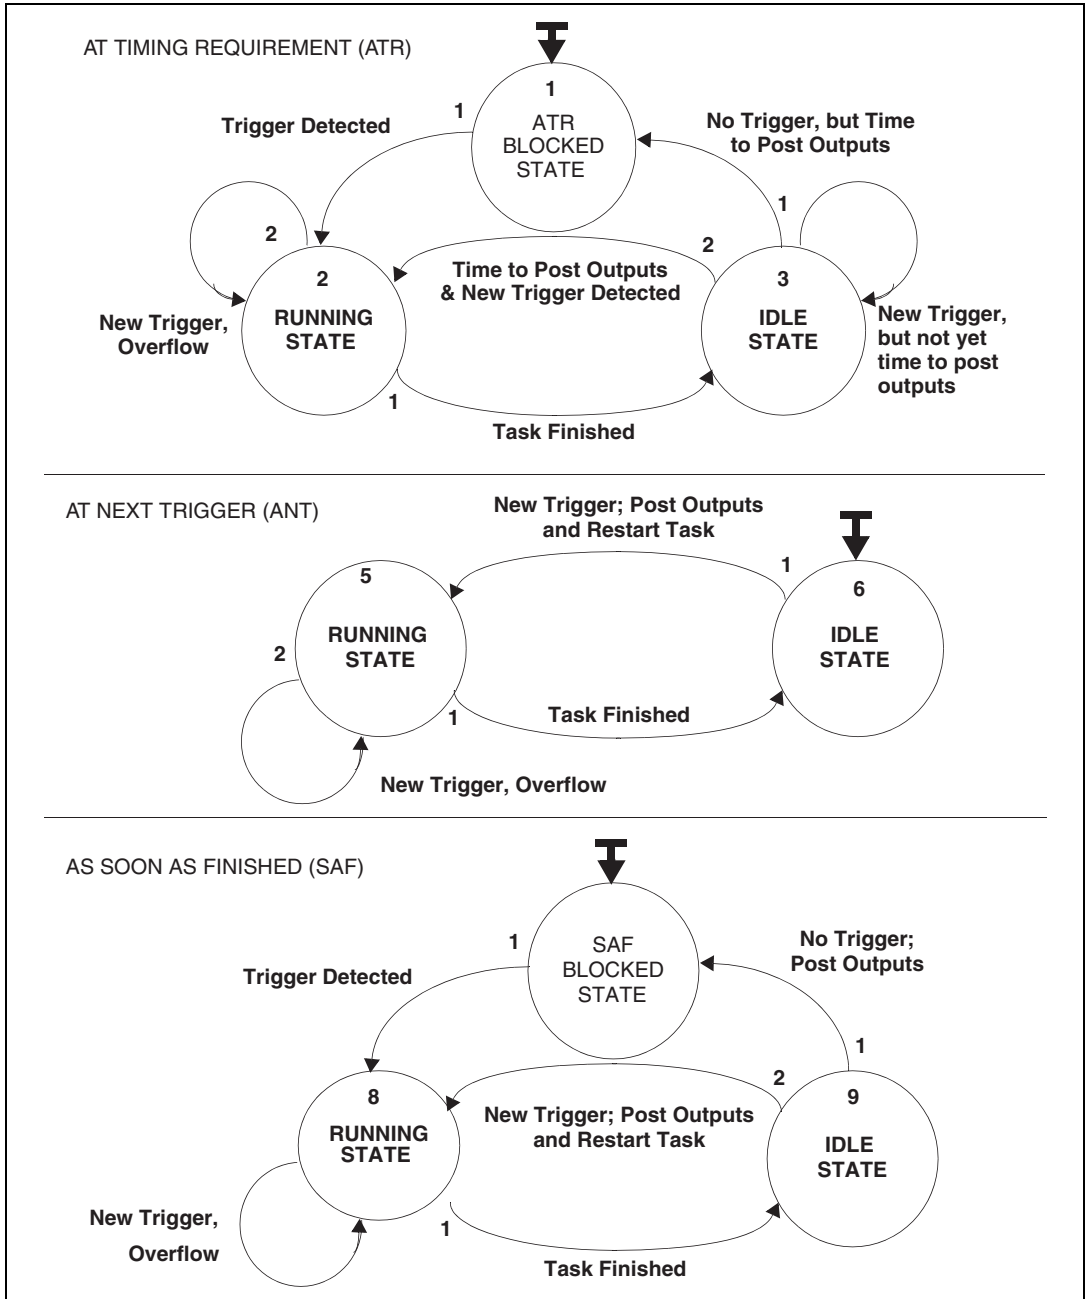 AT TIMING REQUIREMENT (ATR)
1
ATR
BLOCKED
STATE
1
Trigger Detected
No Trigger, but Time
to Post Outputs
1
2
2
RUNNING
STATE
2
Time to Post Outputs
& New Trigger Detected
3
IDLE
STATE
New Trigger,
Overflow
New Trigger,
but not yet
time to post
outputs
1
Task Finished
AT NEXT TRIGGER (ANT)
New Trigger; Post Outputs
and Restart Task
1
5
RUNNING
STATE
6
IDLE
STATE
2
1
Task Finished
New Trigger, Overflow
AS SOON AS FINISHED (SAF)
SAF
BLOCKED
STATE
1
Trigger Detected
No Trigger;
Post Outputs
1
2
8
RUNNING
STATE
New Trigger; Post Outputs
and Restart Task
9
IDLE
STATE
New Trigger,
Overflow
1
Task Finished